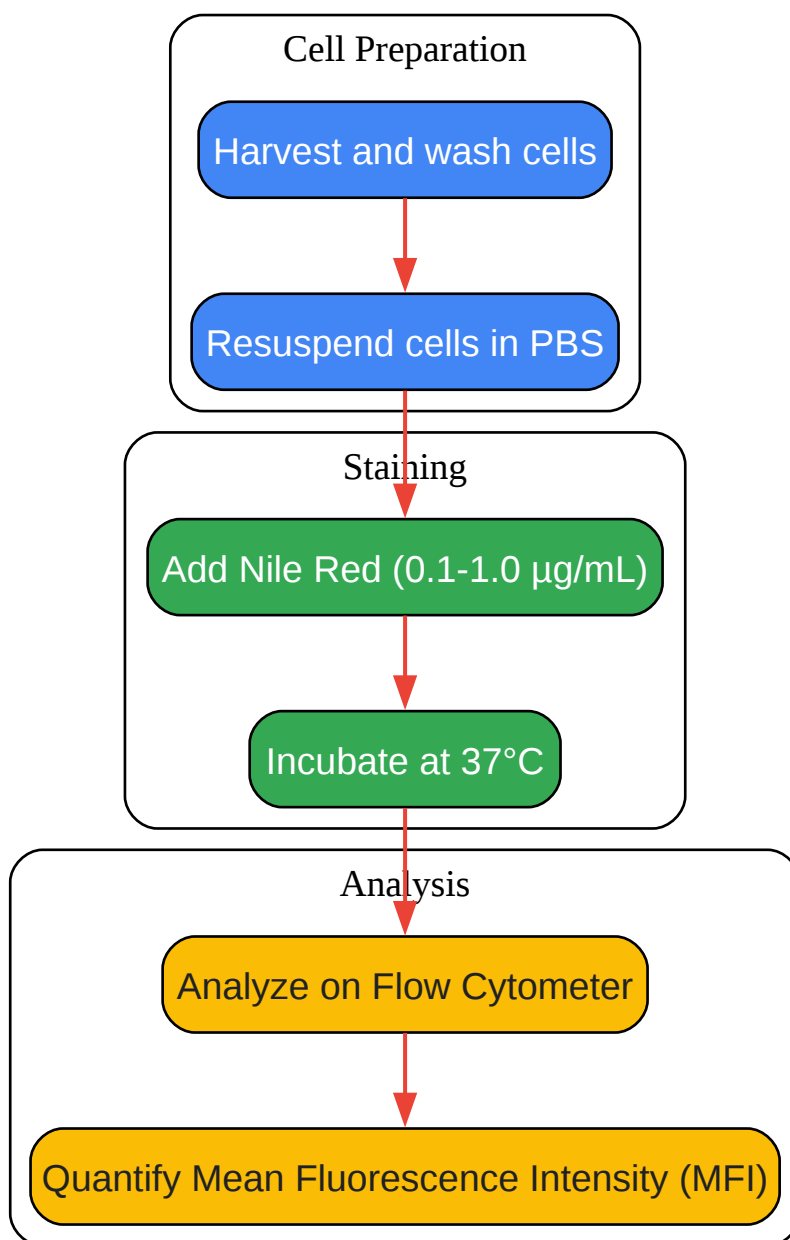 Cell Preparation
Harvest and wash cells
Resuspend cells in PBS
Staining
Add Nile Red (0.1-1.0 µg/mL)
Incubate at 37°C
Analysis
Analyze on Flow Cytometer
Quantify Mean Fluorescence Intensity (MFI)